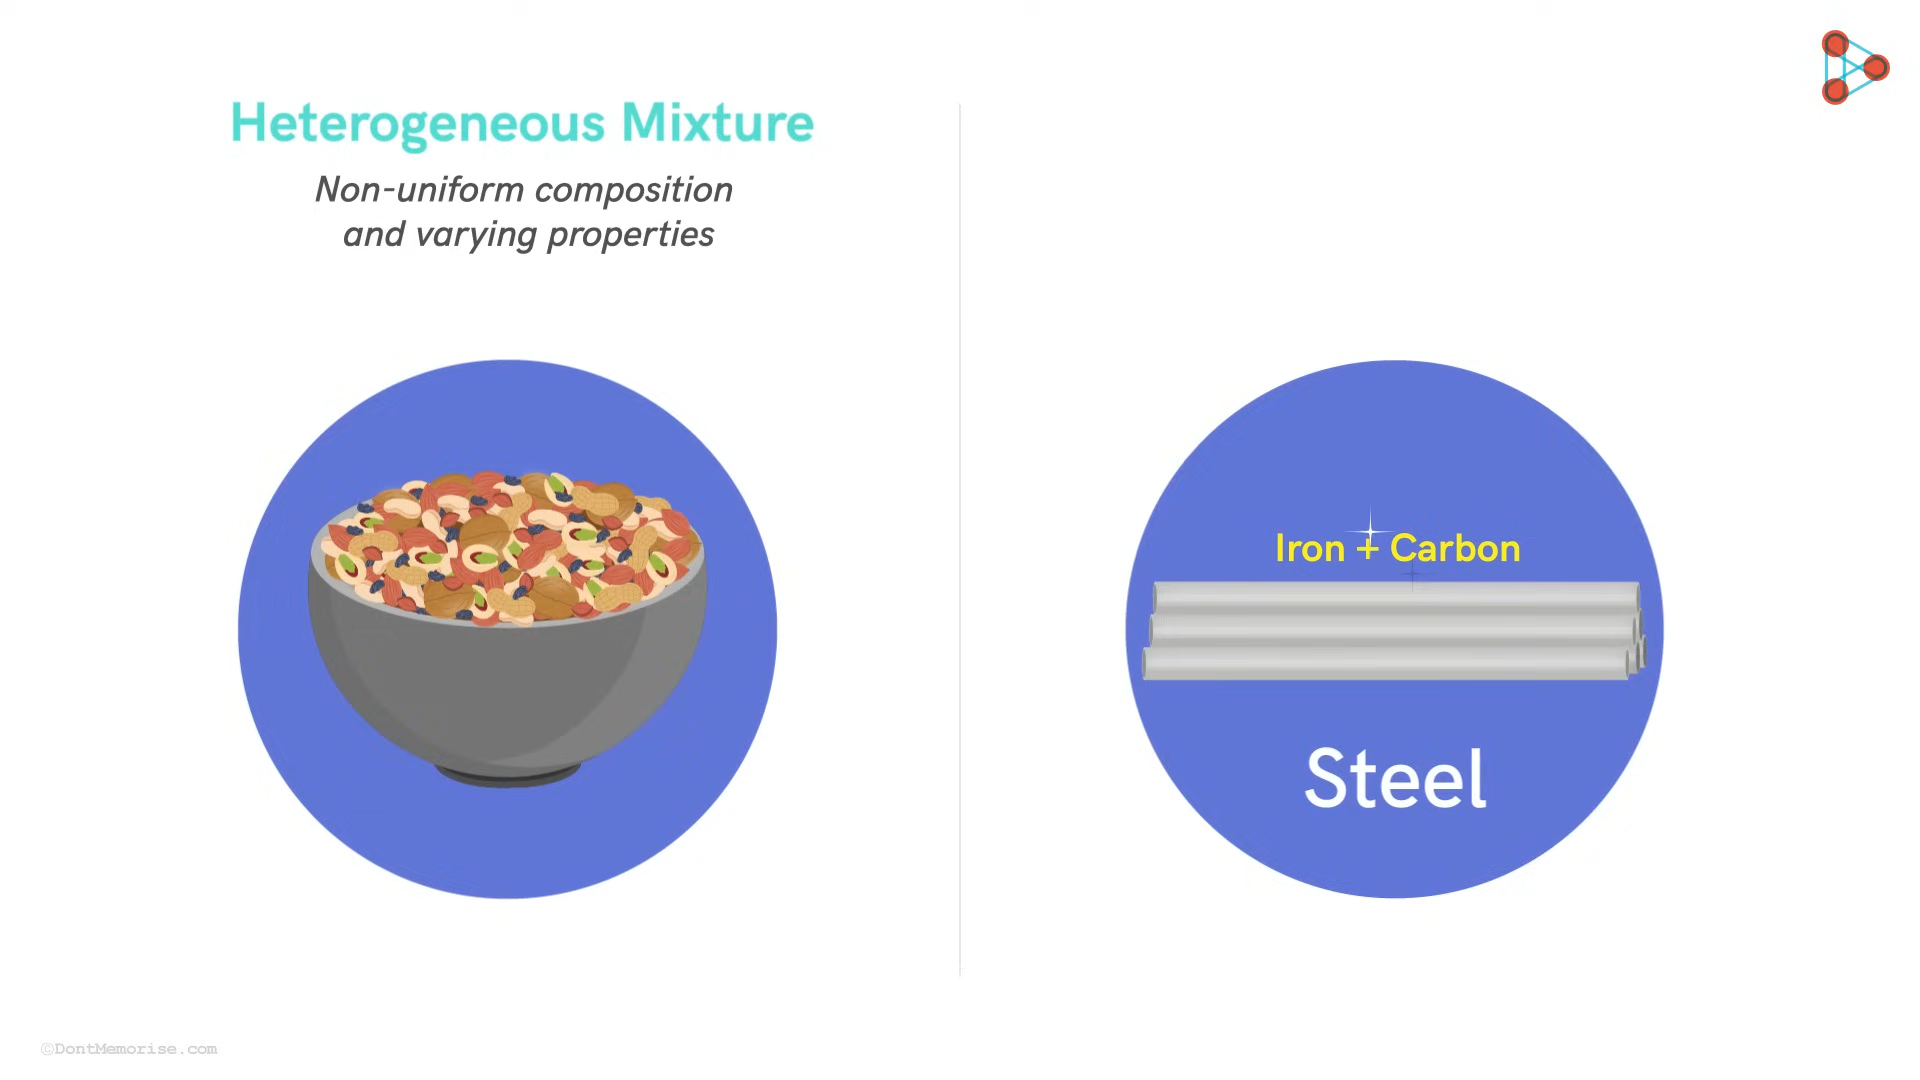 Heterogeneous Mixture
Non-uniform composition
and varying properties
Iron + Carbon
Steel
©DontMemorise.com